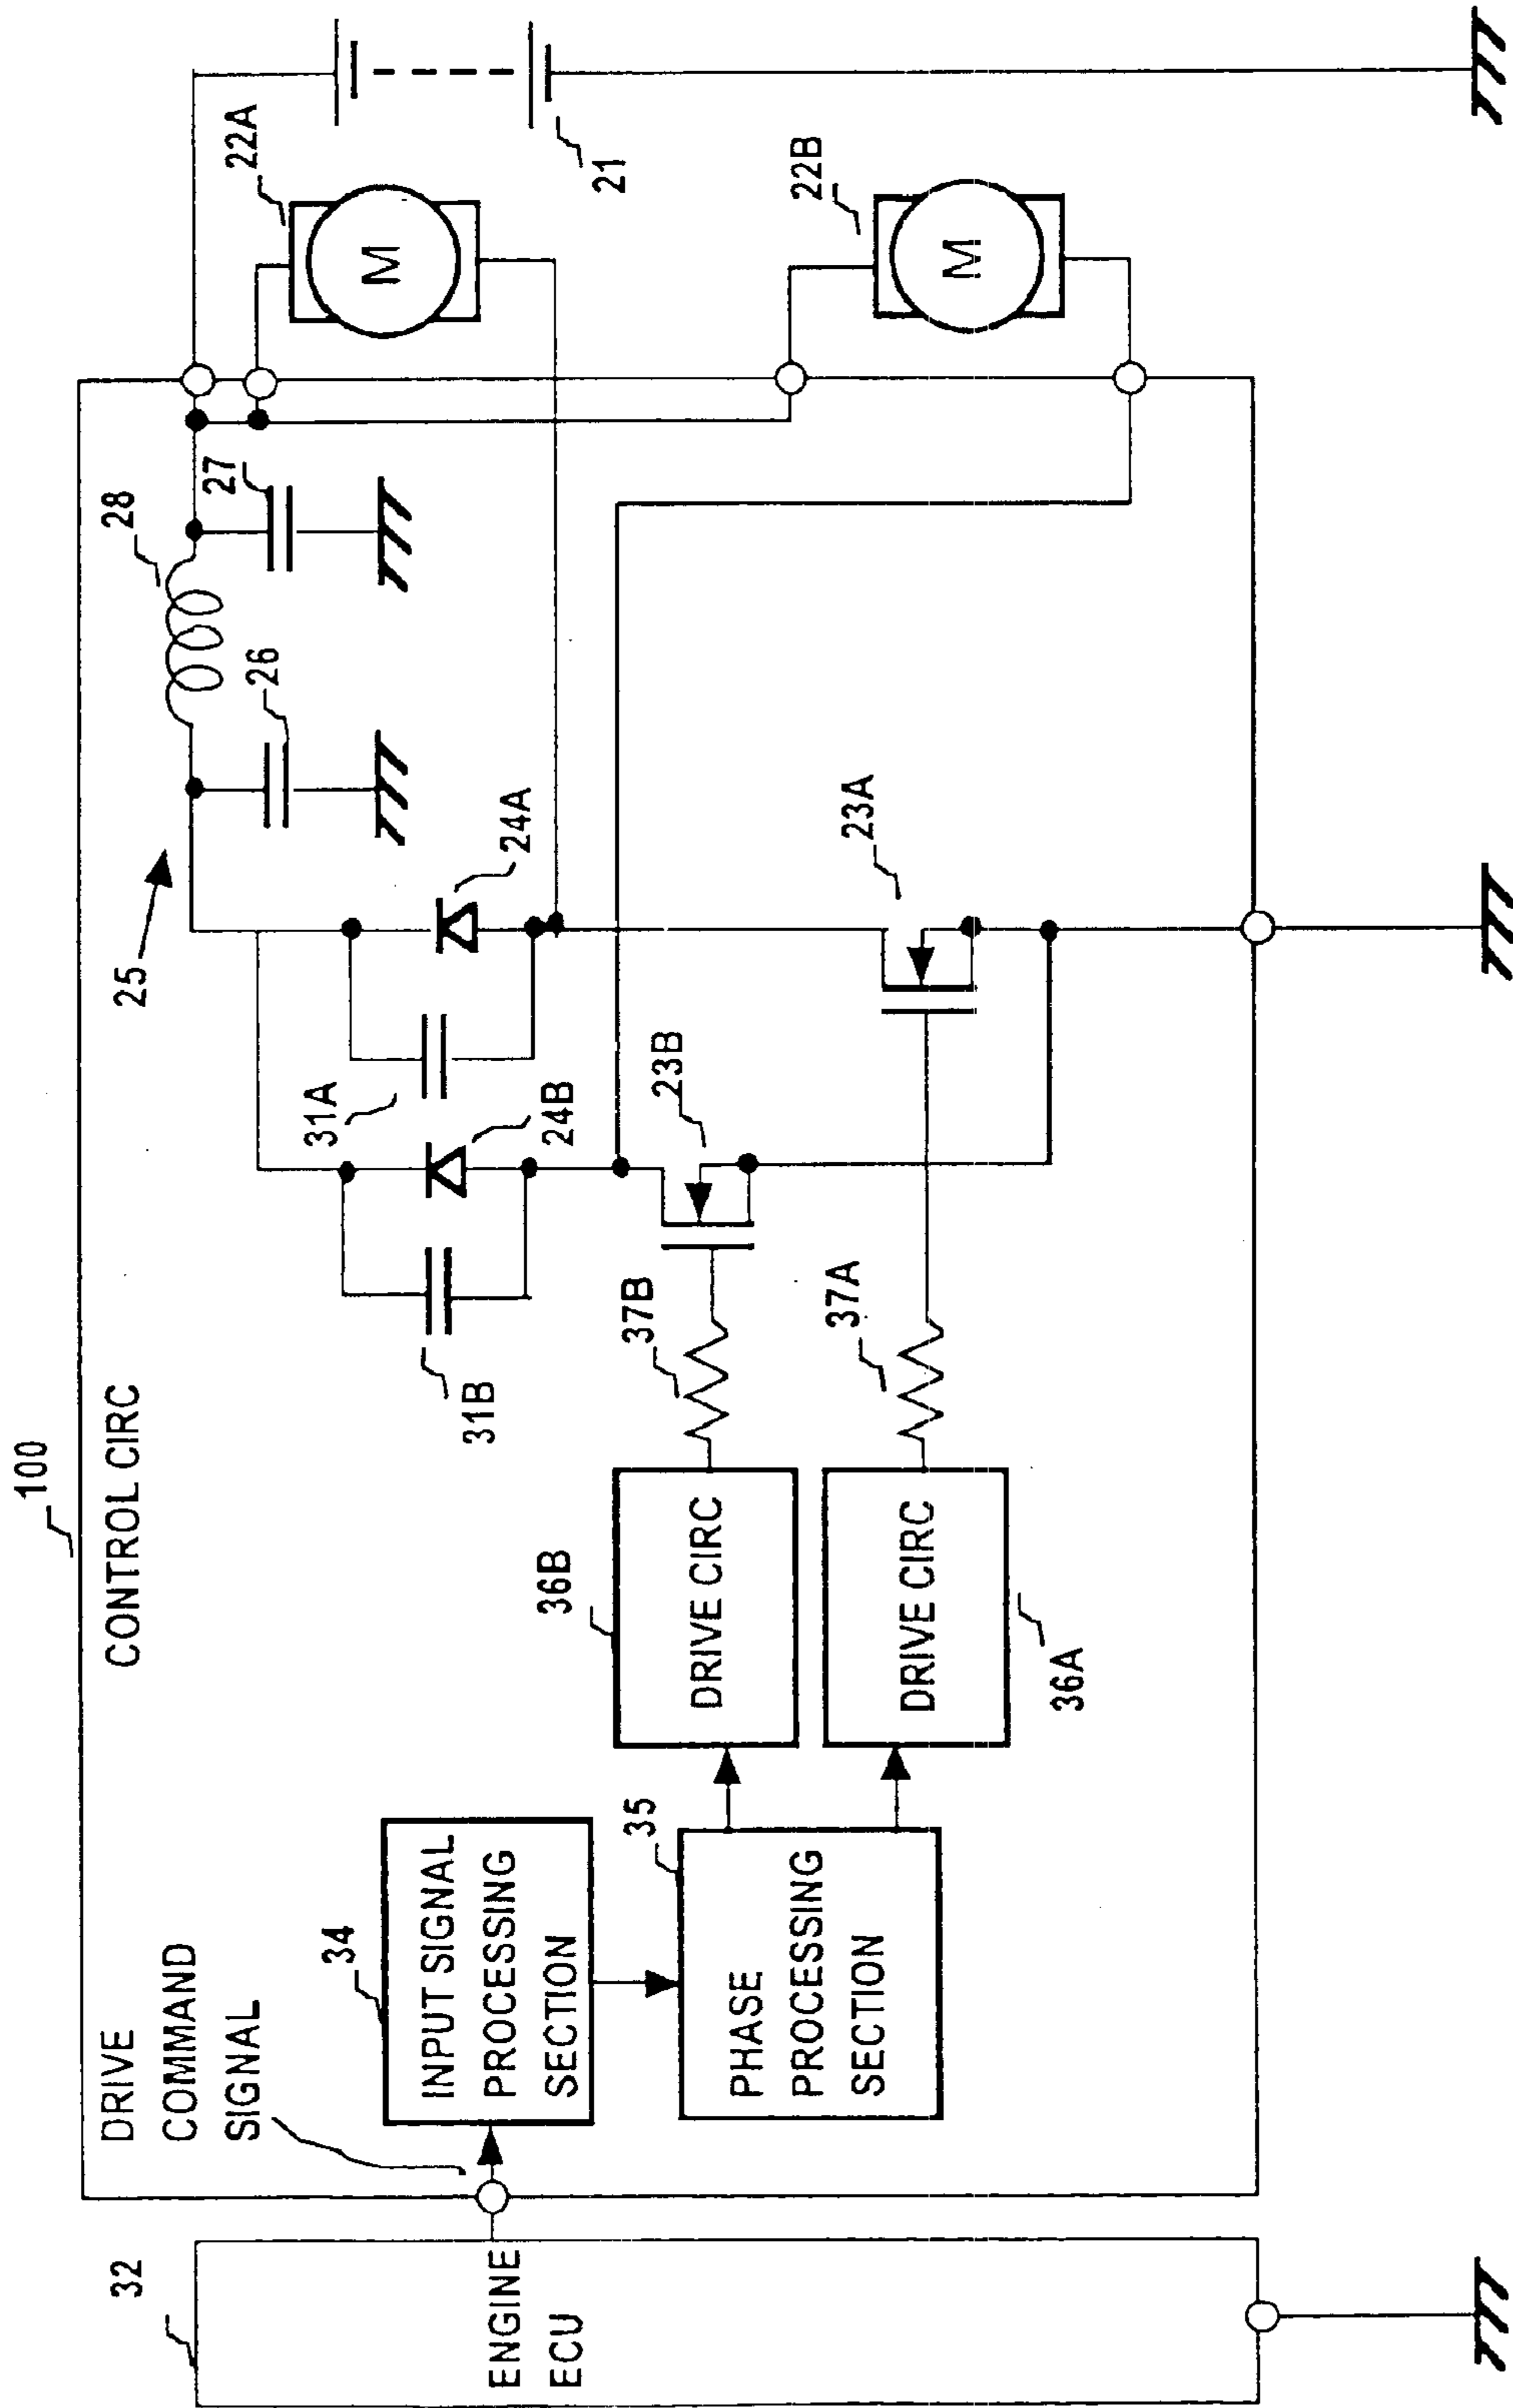 100
CONTROL CIRC
32
ENGINE
ECU
DRIVE
COMMAND
SIGNAL
34
INPUT SIGNAL
PROCESSING
SECTION
35
PHASE
PROCESSING
SECTION
36B
DRIVE CIRC
36A
DRIVE CIRC
37B
37A
31B
24B
31A
24A
23B
23A
25
26
28
27
22A
M
22B
M
21